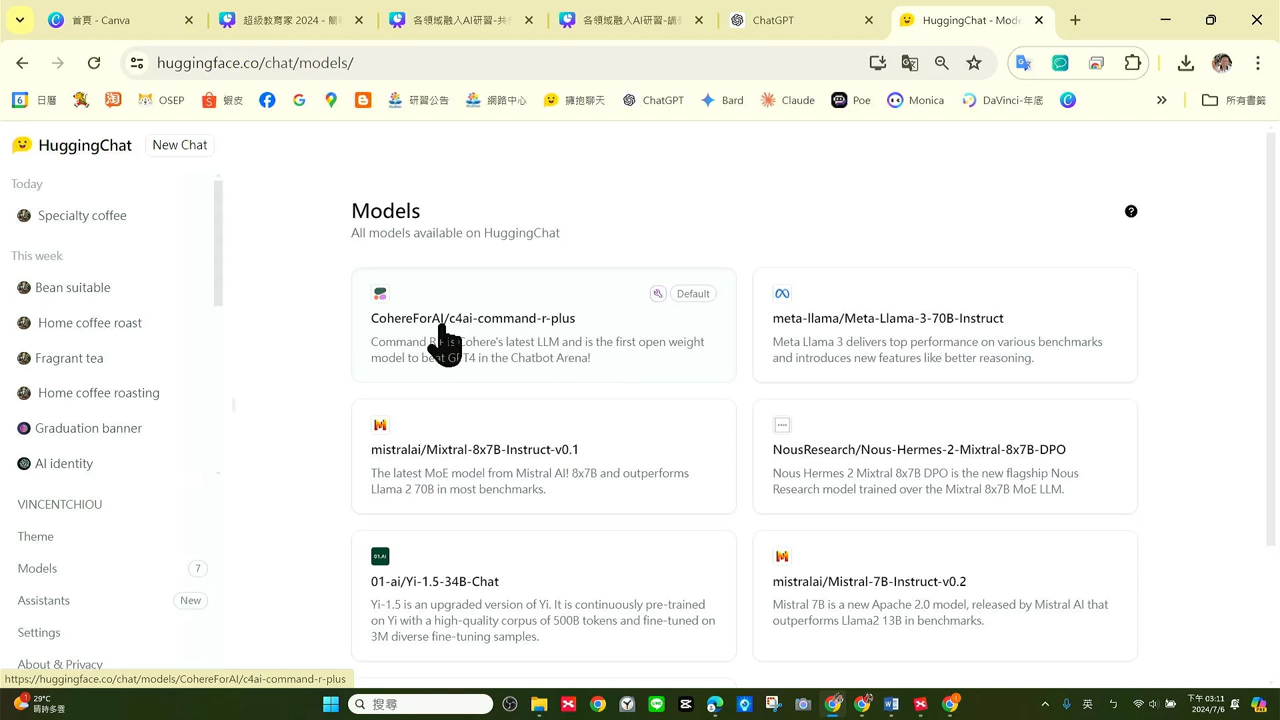 首頁 - Canva
超級教育家 2024 - 簡
各領域融入AI研習-共
各領域融入AI研習-調
ChatGPT
HuggingChat - Mode
huggingface.co/chat/models/
6 日曆
OSEP
蝦皮
研習公告
網路中心
擁抱聊天
ChatGPT
Bard
Claude
Poe
Monica
DaVinci-年底
所有書籤
HuggingChat
New Chat
Today
Specialty coffee
This week
Bean suitable
Home coffee roast
Fragrant tea
Home coffee roasting
Graduation banner
AI identity
VINCENTCHIOU
Theme
Models 7
Assistants New
Settings
About & Privacy
Models
All models available on HuggingChat
Default
CohereForAI/c4ai-command-r-plus
Command R+ is Cohere's latest LLM and is the first open weight
model to beat GPT4 in the Chatbot Arena!
meta-llama/Meta-Llama-3-70B-Instruct
Meta Llama 3 delivers top performance on various benchmarks
and introduces new features like better reasoning.
mistralai/Mixtral-8x7B-Instruct-v0.1
The latest MoE model from Mistral AI! 8x7B and outperforms
Llama 2 70B in most benchmarks.
NousResearch/Nous-Hermes-2-Mixtral-8x7B-DPO
Nous Hermes 2 Mixtral 8x7B DPO is the new flagship Nous
Research model trained over the Mixtral 8x7B MoE LLM.
01-ai/Yi-1.5-34B-Chat
Yi-1.5 is an upgraded version of Yi. It is continuously pre-trained
on Yi with a high-quality corpus of 500B tokens and fine-tuned on
3M diverse fine-tuning samples.
mistralai/Mistral-7B-Instruct-v0.2
Mistral 7B is a new Apache 2.0 model, released by Mistral AI that
outperforms Llama2 13B in benchmarks.
https://huggingface.co/chat/models/CohereForAI/c4ai-command-r-plus
29°C
晴時多雲
搜尋
英
下午 03:11
2024/7/6